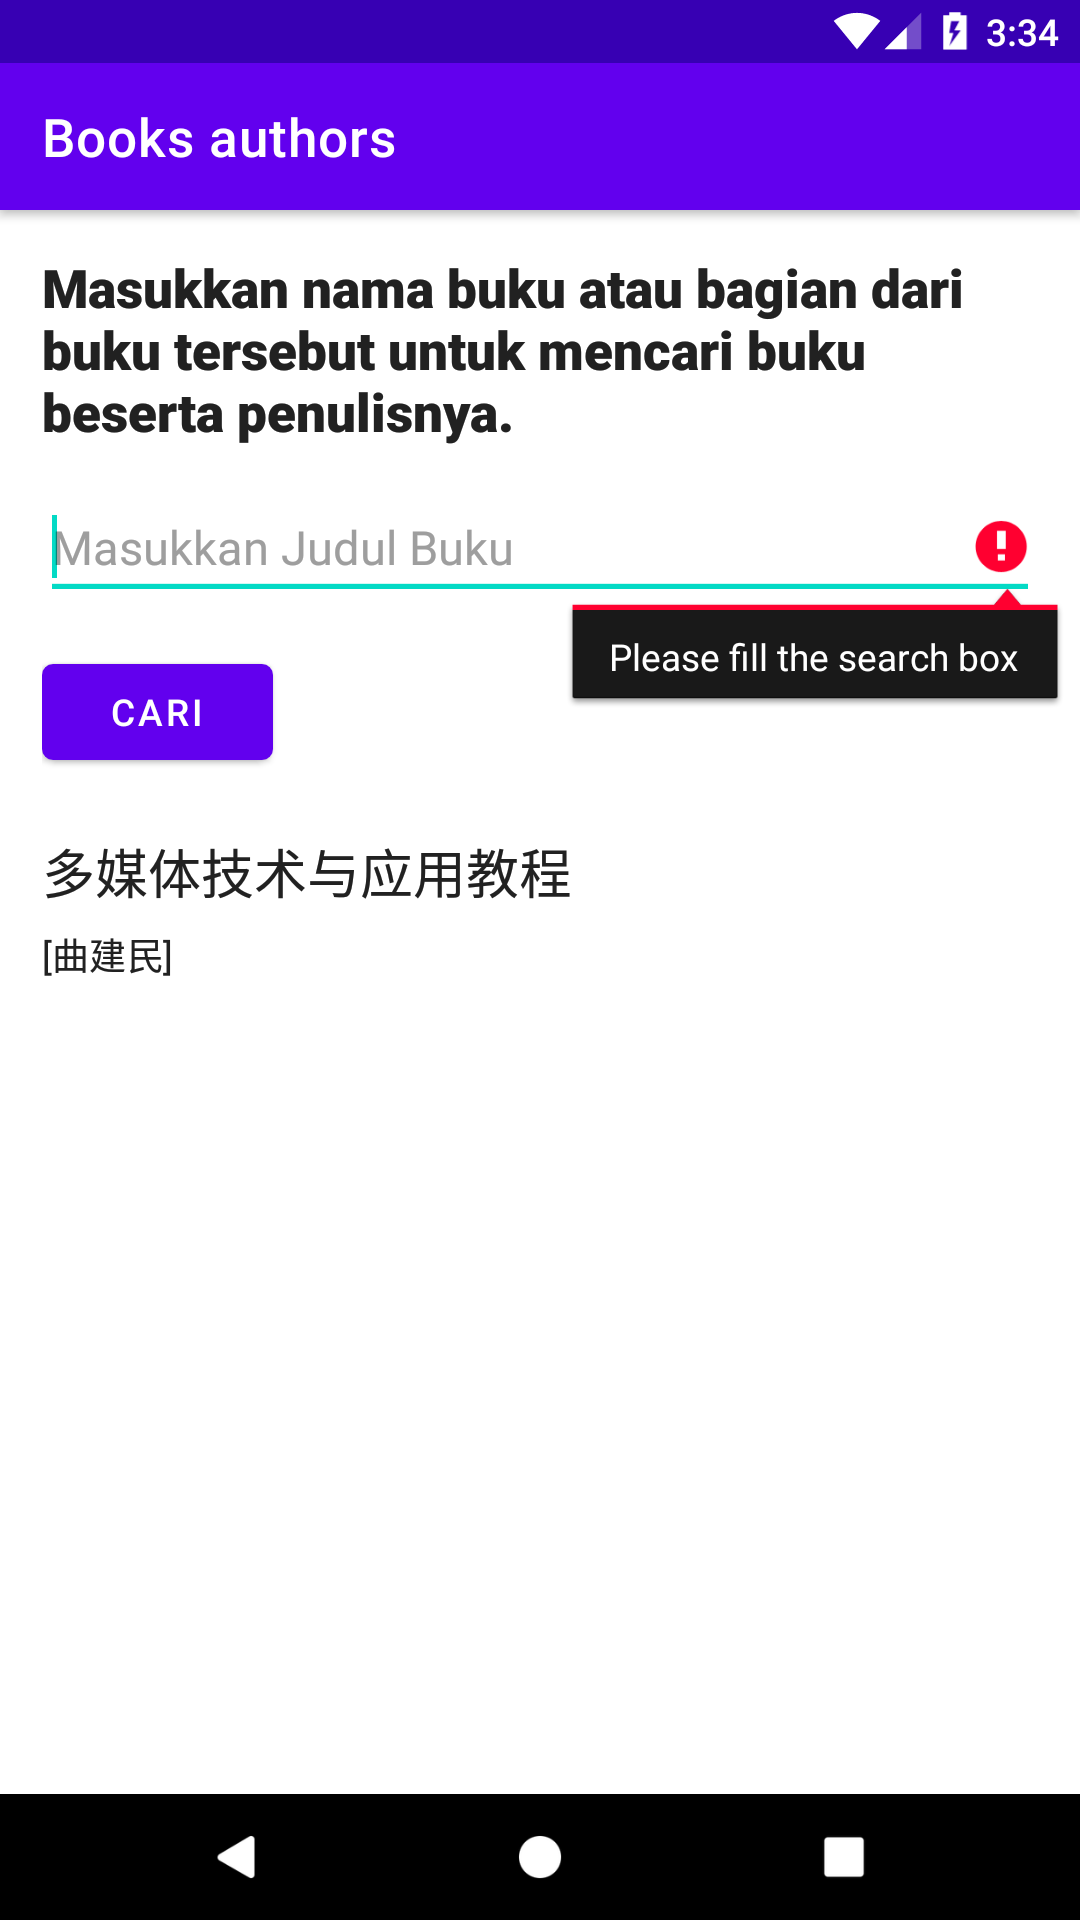 3:34
Books authors
Masukkan nama buku atau bagian dari
buku tersebut untuk mencari buku
beserta penulisnya.
Masukkan Judul Buku
Please fill the search box
CARI
多媒体技术与应用教程
[曲建民]